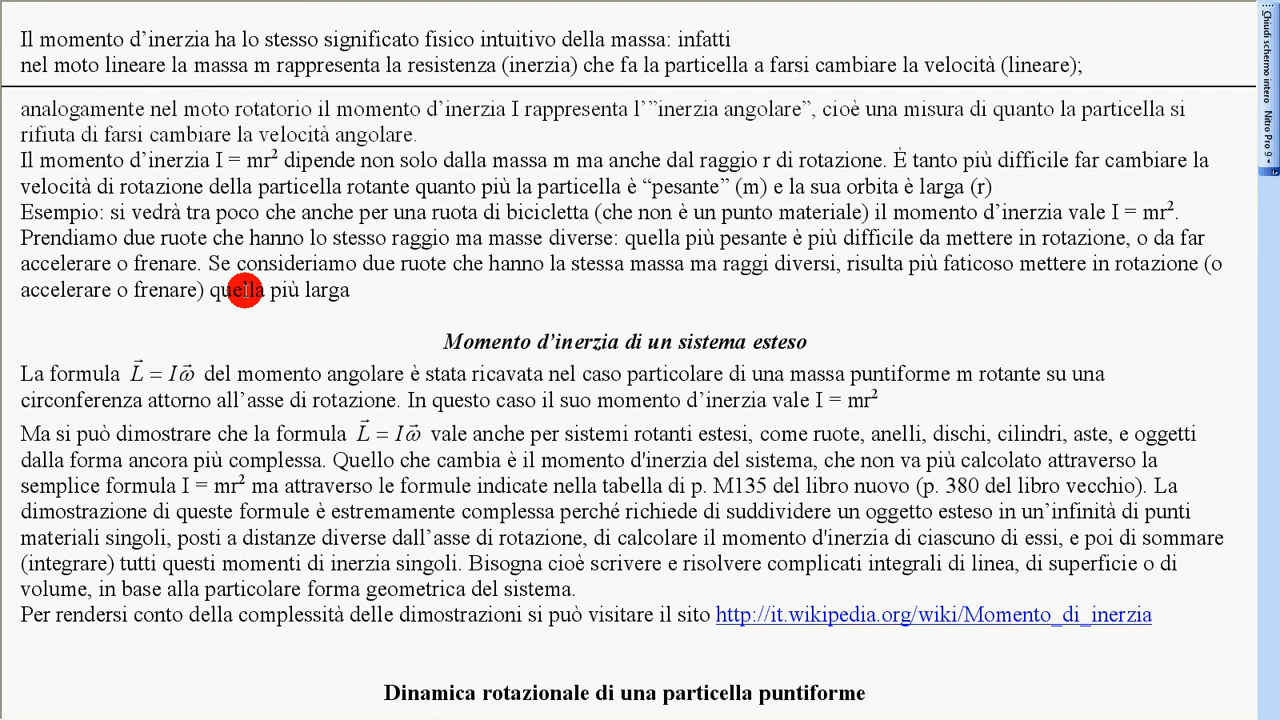 Il momento d'inerzia ha lo stesso significato fisico intuitivo della massa: infatti
nel moto lineare la massa m rappresenta la resistenza (inerzia) che fa la particella a farsi cambiare la velocità (lineare);
analogamente nel moto rotatorio il momento d'inerzia I rappresenta l'"inerzia angolare", cioè una misura di quanto la particella si
rifiuta di farsi cambiare la velocità angolare.
Il momento d'inerzia I = mr² dipende non solo dalla massa m ma anche dal raggio r di rotazione. È tanto più difficile far cambiare la
velocità di rotazione della particella rotante quanto più la particella è "pesante" (m) e la sua orbita è larga (r)
Esempio: si vedrà tra poco che anche per una ruota di bicicletta (che non è un punto materiale) il momento d'inerzia vale I = mr².
Prendiamo due ruote che hanno lo stesso raggio ma masse diverse: quella più pesante è più difficile da mettere in rotazione, o da far
accelerare o frenare. Se consideriamo due ruote che hanno la stessa massa ma raggi diversi, risulta più faticoso mettere in rotazione (o
accelerare o frenare) quella più larga
Momento d'inerzia di un sistema esteso
La formula L⃗ = Iω⃗ del momento angolare è stata ricavata nel caso particolare di una massa puntiforme m rotante su una
circonferenza attorno all'asse di rotazione. In questo caso il suo momento d'inerzia vale I = mr²
Ma si può dimostrare che la formula L⃗ = Iω⃗ vale anche per sistemi rotanti estesi, come ruote, anelli, dischi, cilindri, aste, e oggetti
dalla forma ancora più complessa. Quello che cambia è il momento d'inerzia del sistema, che non va più calcolato attraverso la
semplice formula I = mr² ma attraverso le formule indicate nella tabella di p. M135 del libro nuovo (p. 380 del libro vecchio). La
dimostrazione di queste formule è estremamente complessa perché richiede di suddividere un oggetto esteso in un'infinità di punti
materiali singoli, posti a distanze diverse dall'asse di rotazione, di calcolare il momento d'inerzia di ciascuno di essi, e poi di sommare
(integrare) tutti questi momenti di inerzia singoli. Bisogna cioè scrivere e risolvere complicati integrali di linea, di superficie o di
volume, in base alla particolare forma geometrica del sistema.
Per rendersi conto della complessità delle dimostrazioni si può visitare il sito http://it.wikipedia.org/wiki/Momento_di_inerzia
Dinamica rotazionale di una particella puntiforme
Chiudi schermo intero
Nitro Pro 9